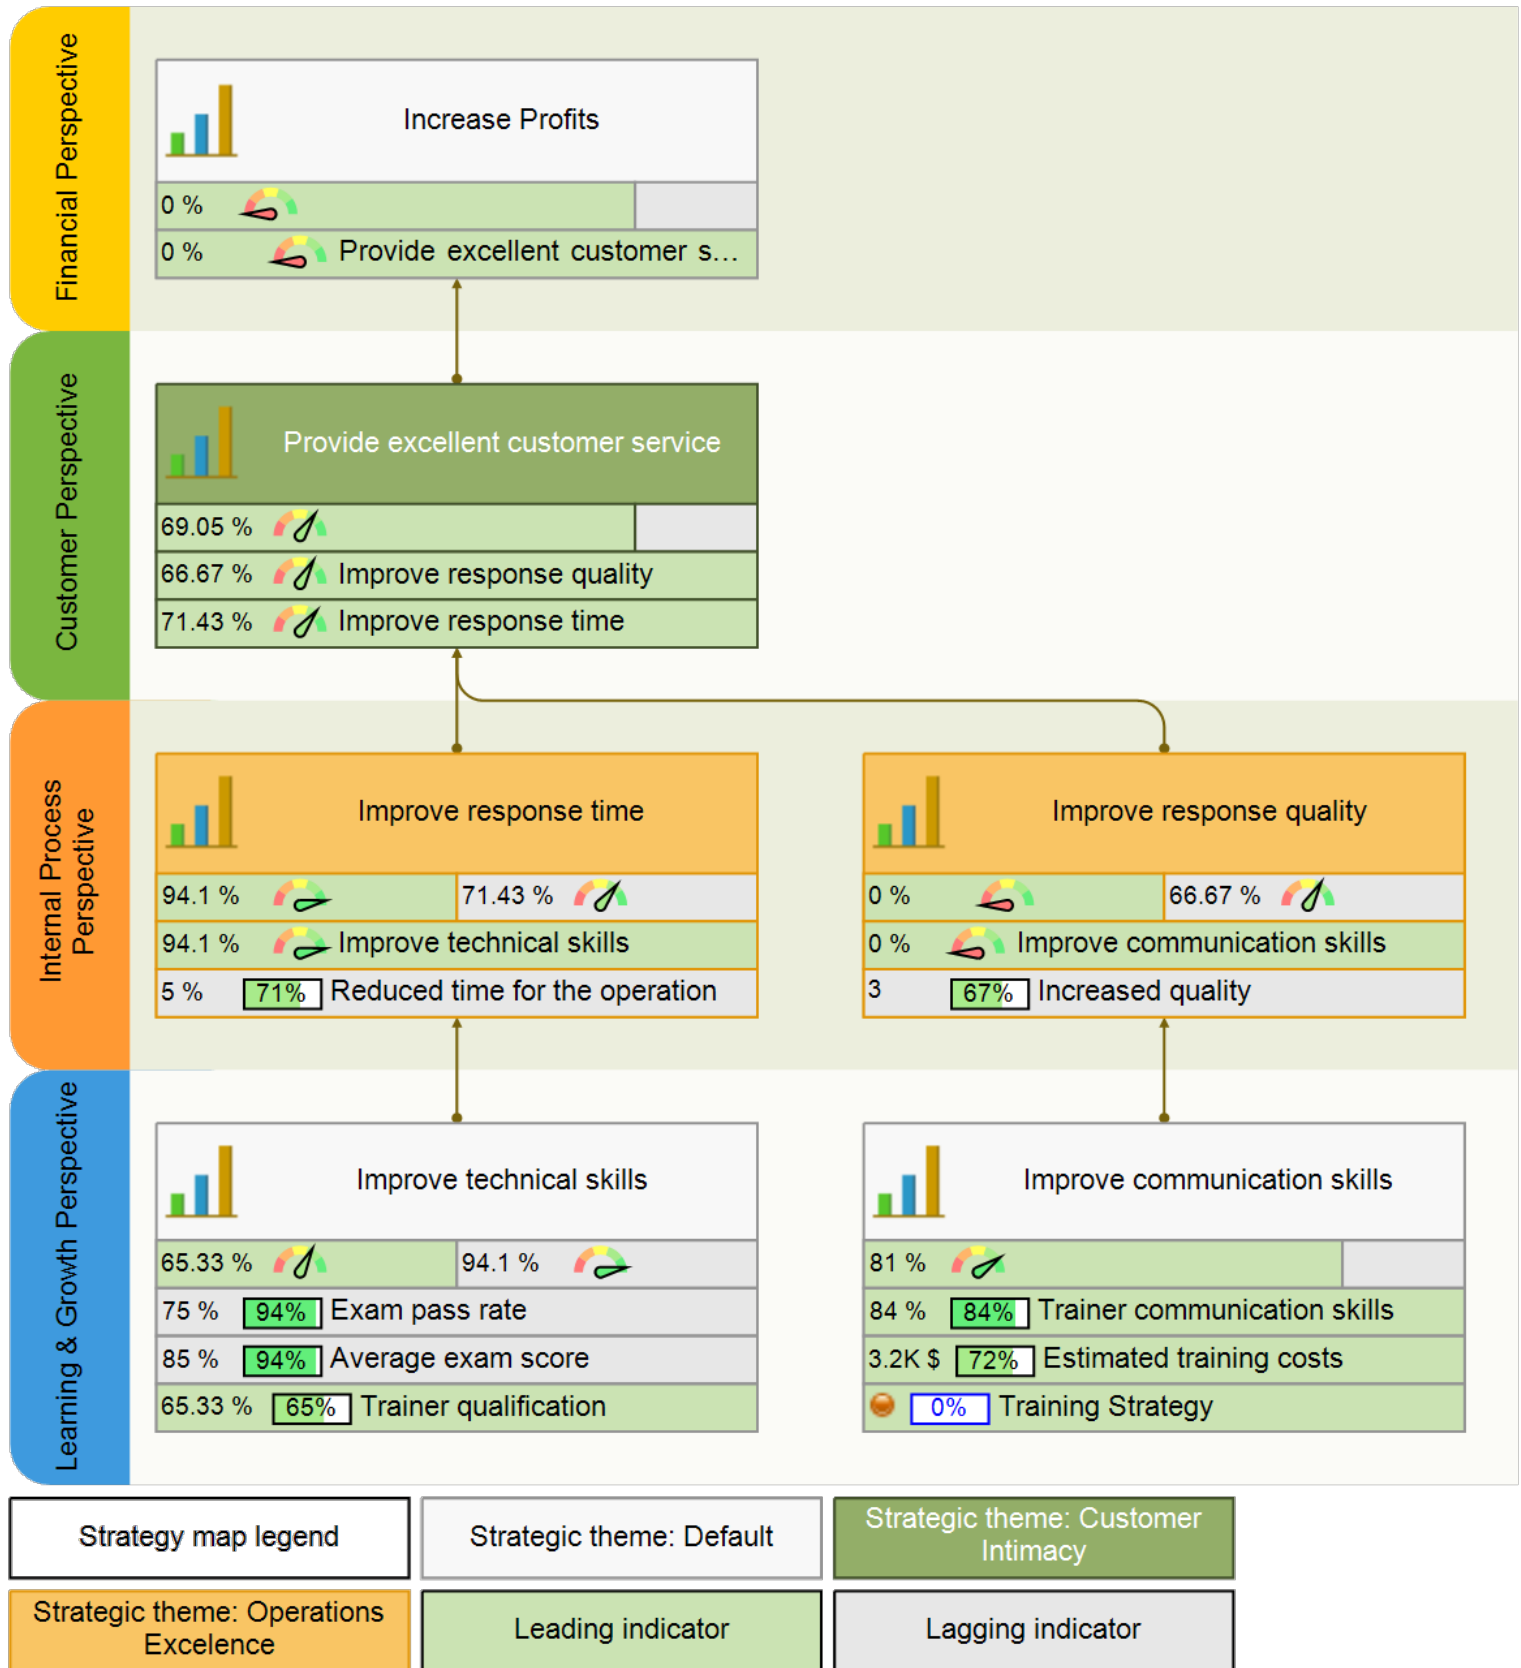 Financial Perspective
Increase Profits
0 %
0 % Provide excellent customer s...
Customer Perspective
Provide excellent customer service
69.05 %
66.67 % Improve response quality
71.43 % Improve response time
Internal Process
Perspective
Improve response time
94.1 % 71.43 %
94.1 % Improve technical skills
5 % 71% Reduced time for the operation
Improve response quality
0 % 66.67 %
0 % Improve communication skills
3 67% Increased quality
Learning & Growth Perspective
Improve technical skills
65.33 % 94.1 %
75 % 94% Exam pass rate
85 % 94% Average exam score
65.33 % 65% Trainer qualification
Improve communication skills
81 %
84 % 84% Trainer communication skills
3.2K $ 72% Estimated training costs
0% Training Strategy
Strategy map legend
Strategic theme: Default
Strategic theme: Customer
Intimacy
Strategic theme: Operations
Excelence
Leading indicator
Lagging indicator